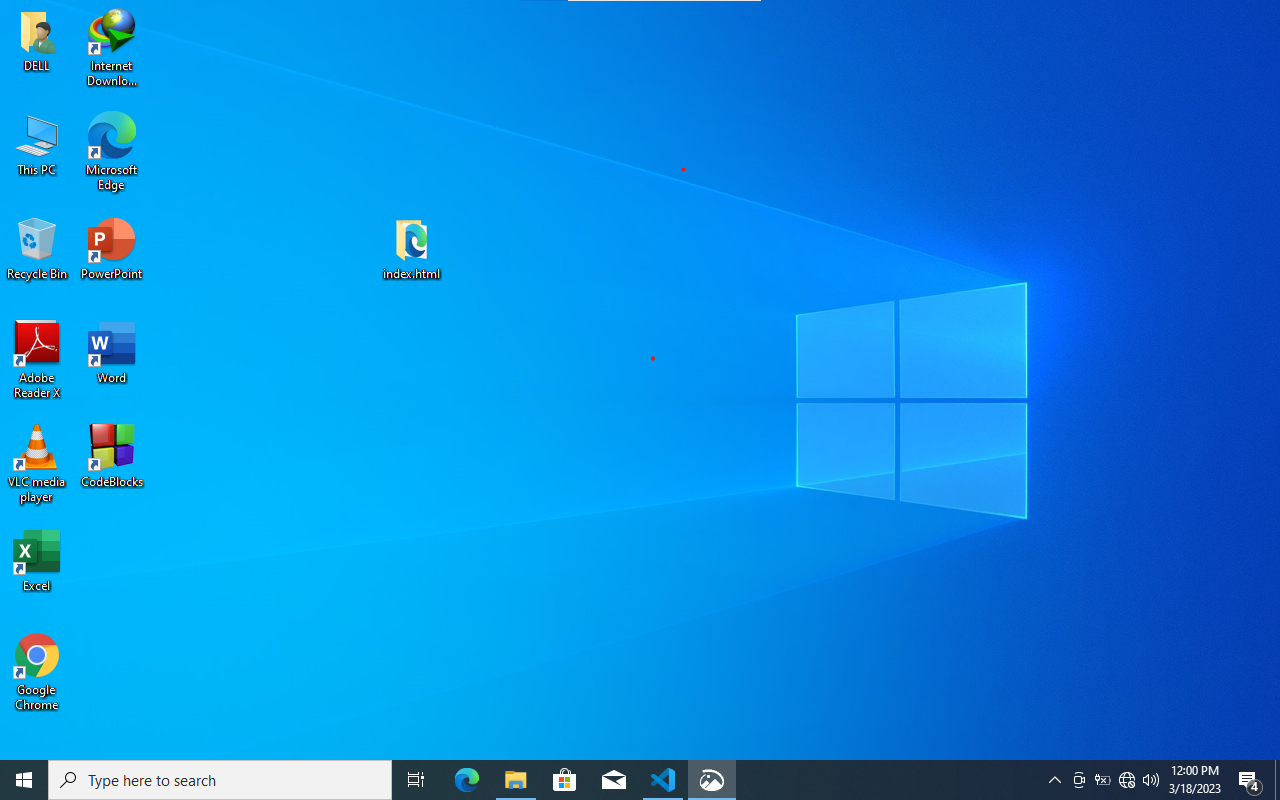 DELL
Internet
Downlo...
This PC
Microsoft
Edge
Recycle Bin
PowerPoint
index.html
Adobe
Reader X
Word
VLC media
player
CodeBlocks
Excel
Google
Chrome
Type here to search
12:00 PM
3/18/2023
4